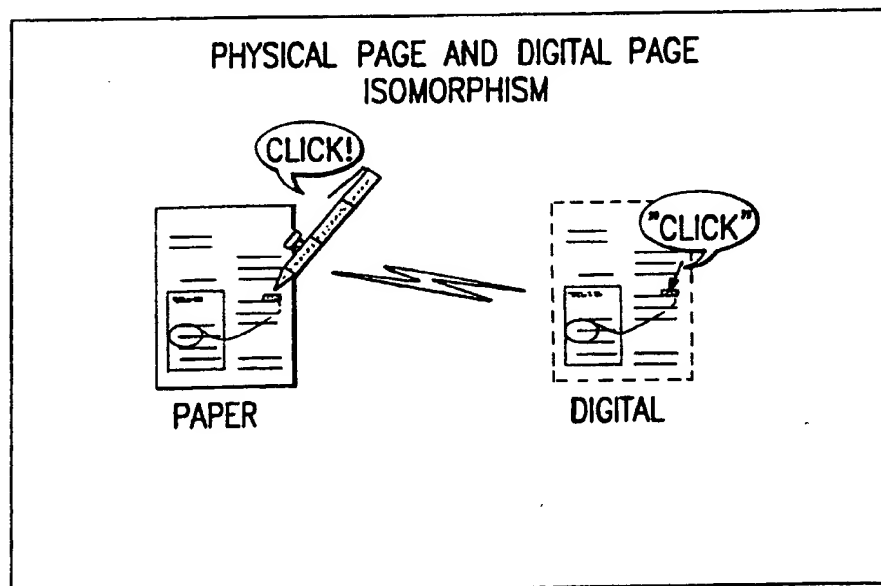 PHYSICAL PAGE AND DIGITAL PAGE
ISOMORPHISM
CLICK!
"CLICK"
PAPER
DIGITAL